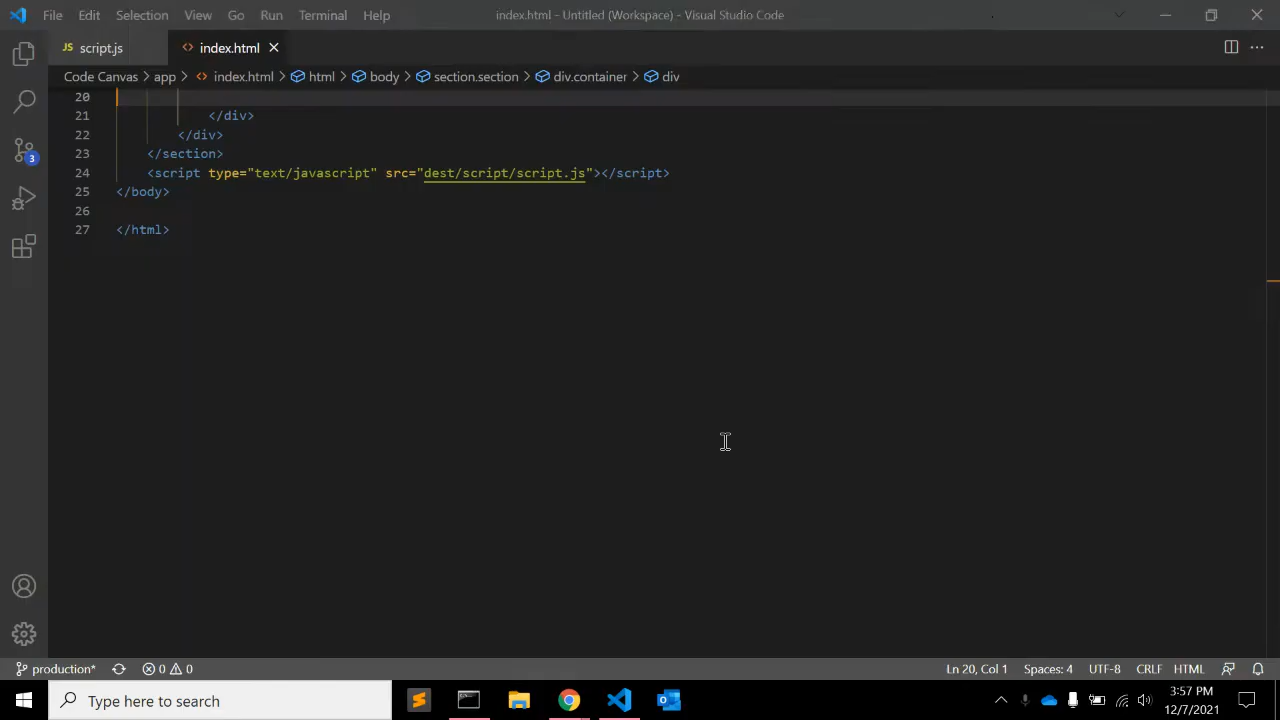 File Edit Selection View Go Run Terminal Help index.html - Untitled (Workspace) - Visual Studio Code
JS script.js <> index.html
Code Canvas > app > <> index.html > html > body > section.section > div.container > div
20
21 </div>
22 </div>
23 </section>
24 <script type="text/javascript" src="dest/script/script.js"></script>
25 </body>
26
27 </html>
3
production* 0 0 Ln 20, Col 1 Spaces: 4 UTF-8 CRLF HTML
Type here to search
3:57 PM
12/7/2021